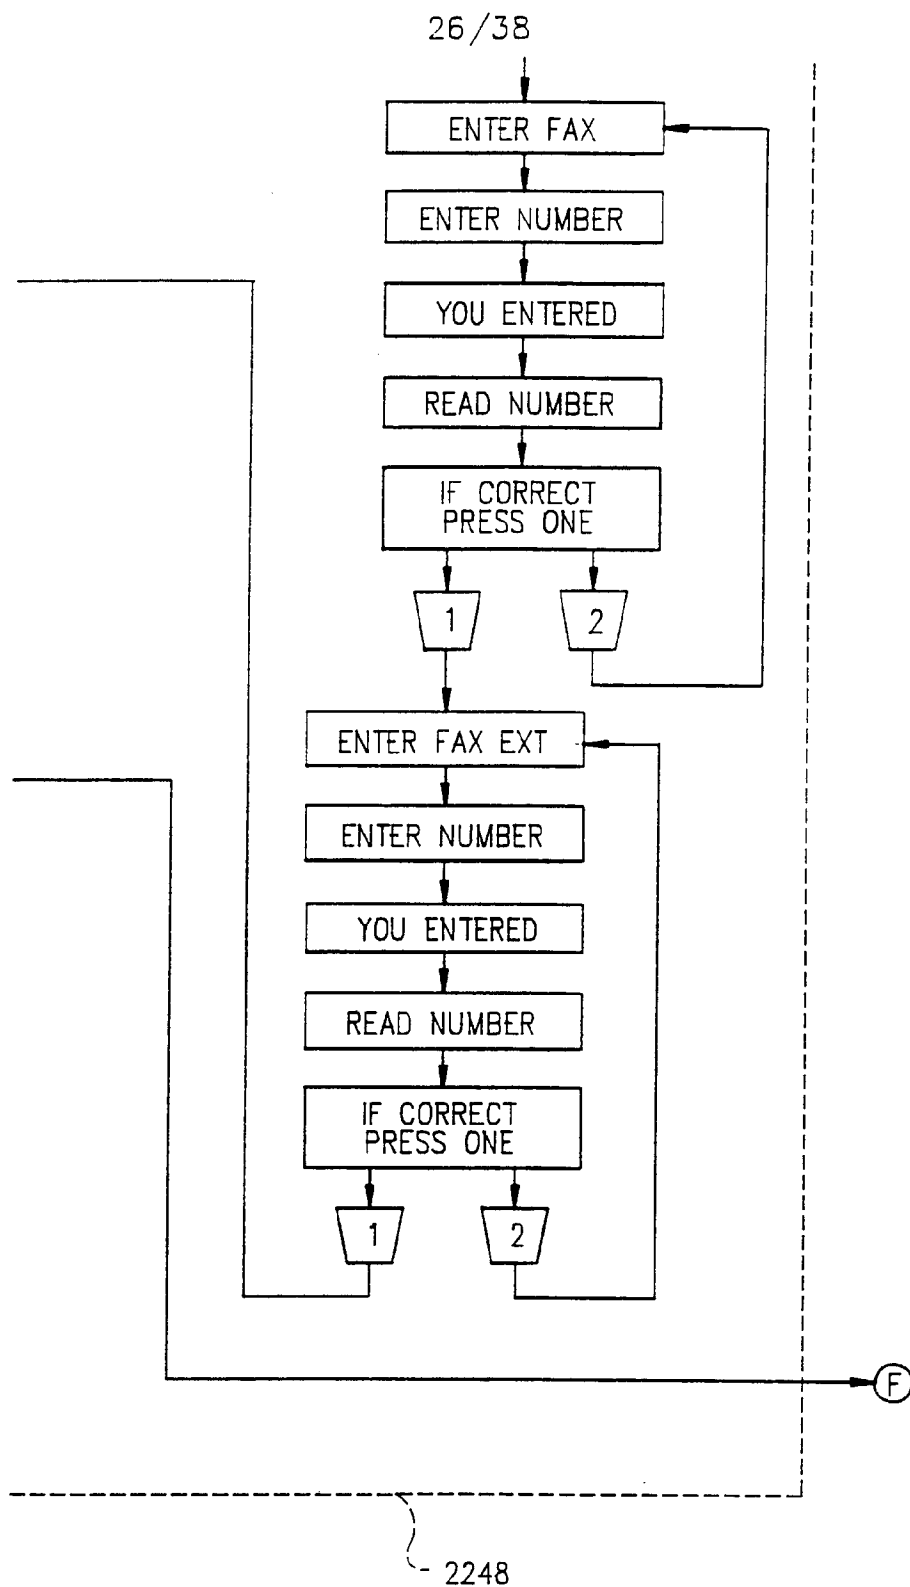 26/38
ENTER FAX
ENTER NUMBER
YOU ENTERED
READ NUMBER
IF CORRECT
PRESS ONE
1
2
ENTER FAX EXT
ENTER NUMBER
YOU ENTERED
READ NUMBER
IF CORRECT
PRESS ONE
1
2
F
2248